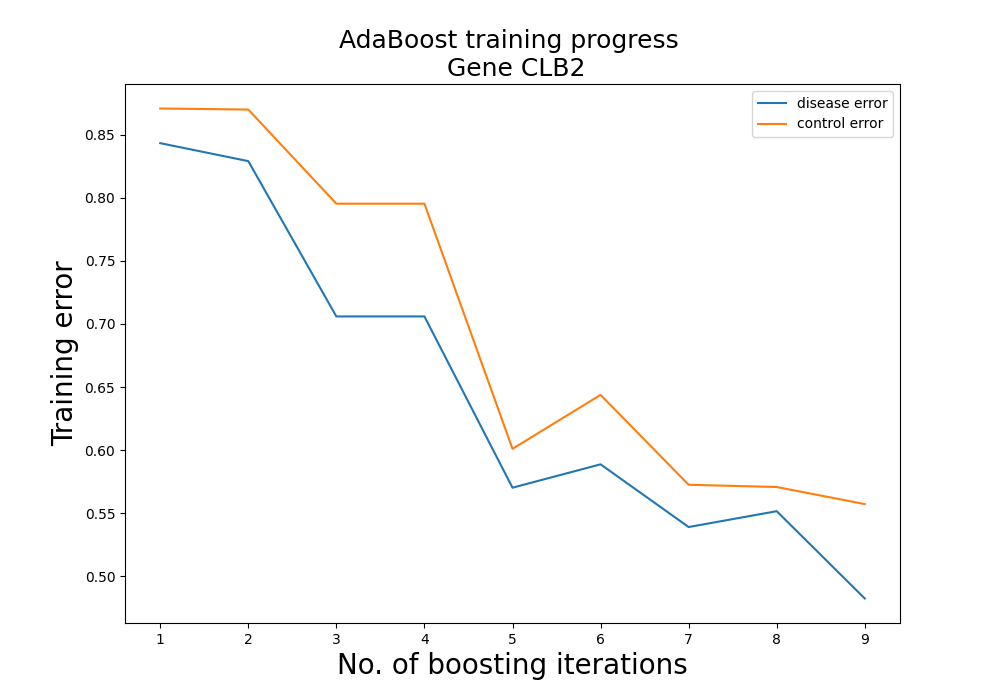 AdaBoost training progress
Gene CLB2
disease error
control error
Training error
0.85
0.80
0.75
0.70
0.65
0.60
0.55
0.50
1 2 3 4 5 6 7 8 9
No. of boosting iterations